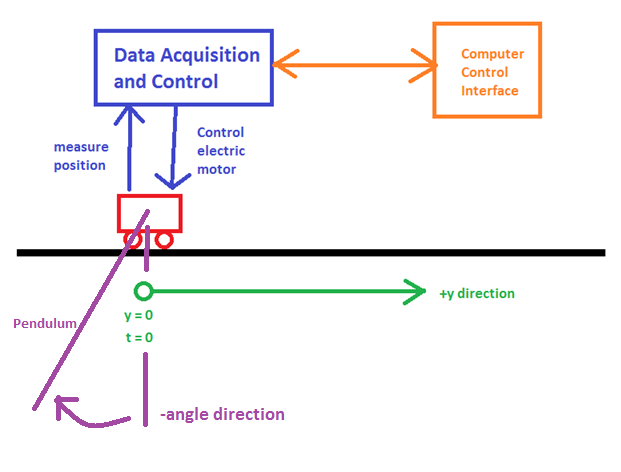 Data Acquisition
and Control
Computer
Control
Interface
measure
position
Control
electric
motor
+y direction
y = 0
t = 0
Pendulum
-angle direction